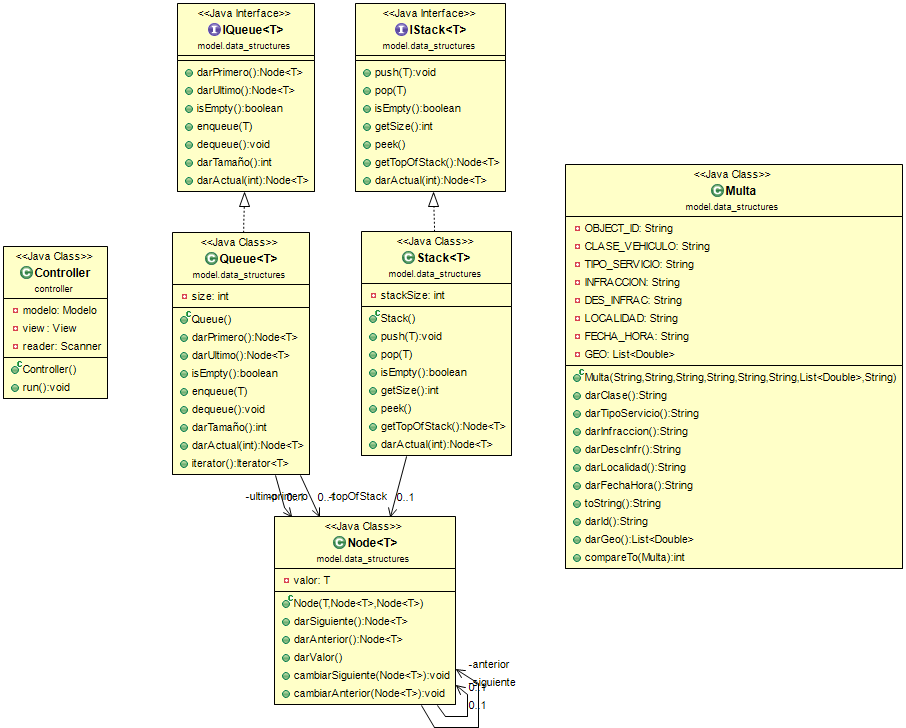 <<Java Interface>>
IQueue<T>
model.data_structures
darPrimero():Node<T>
darUltimo():Node<T>
isEmpty():boolean
enqueue(T)
dequeue():void
darTamaño():int
darActual(int):Node<T>
<<Java Interface>>
IStack<T>
model.data_structures
push(T):void
pop(T)
isEmpty():boolean
getSize():int
peek()
getTopOfStack():Node<T>
darActual(int):Node<T>
<<Java Class>>
Multa
model.data_structures
OBJECT_ID: String
CLASE_VEHICULO: String
TIPO_SERVICIO: String
INFRACCION: String
DES_INFRAC: String
LOCALIDAD: String
FECHA_HORA: String
GEO: List<Double>
Multa(String,String,String,String,String,String,List<Double>,String)
darClase():String
darTipoServicio():String
darInfraccion():String
darDescInfr():String
darLocalidad():String
darFechaHora():String
toString():String
darId():String
darGeo():List<Double>
compareTo(Multa):int
<<Java Class>>
Controller
controller
modelo: Modelo
view : View
reader: Scanner
Controller()
run():void
<<Java Class>>
Queue<T>
model.data_structures
size: int
Queue()
darPrimero():Node<T>
darUltimo():Node<T>
isEmpty():boolean
enqueue(T)
dequeue():void
darTamaño():int
darActual(int):Node<T>
iterator():Iterator<T>
<<Java Class>>
Stack<T>
model.data_structures
stackSize: int
Stack()
push(T):void
pop(T)
isEmpty():boolean
getSize():int
peek()
getTopOfStack():Node<T>
darActual(int):Node<T>
-topOfStack
0..1
<<Java Class>>
Node<T>
model.data_structures
valor: T
Node(T,Node<T>,Node<T>)
darSiguiente():Node<T>
darAnterior():Node<T>
darValor()
cambiarSiguiente(Node<T>):void
cambiarAnterior(Node<T>):void
-anterior
-siguiente
0..1
0..1